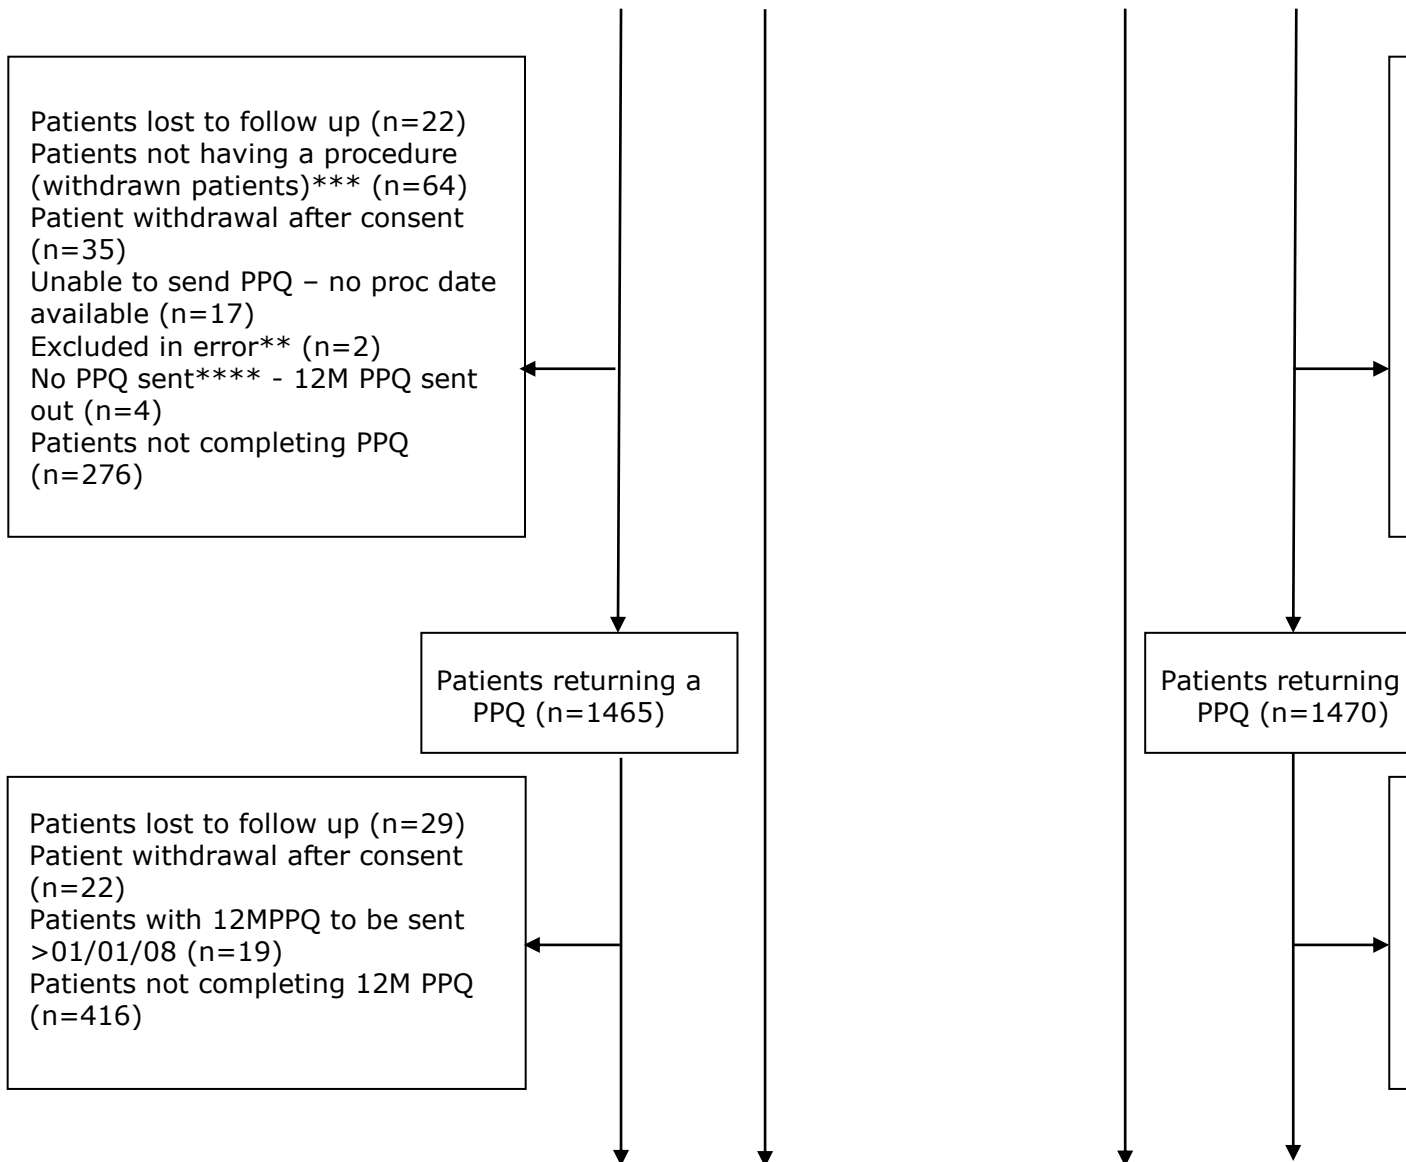 Patients lost to follow up (n=22)
Patients not having a procedure
(withdrawn patients)*** (n=64)
Patient withdrawal after consent
(n=35)
Unable to send PPQ – no proc date
available (n=17)
Excluded in error** (n=2)
No PPQ sent**** - 12M PPQ sent
out (n=4)
Patients not completing PPQ
(n=276)
Patients returning a
PPQ (n=1465)
Patients returning
PPQ (n=1470)
Patients lost to follow up (n=29)
Patient withdrawal after consent
(n=22)
Patients with 12MPPQ to be sent
>01/01/08 (n=19)
Patients not completing 12M PPQ
(n=416)